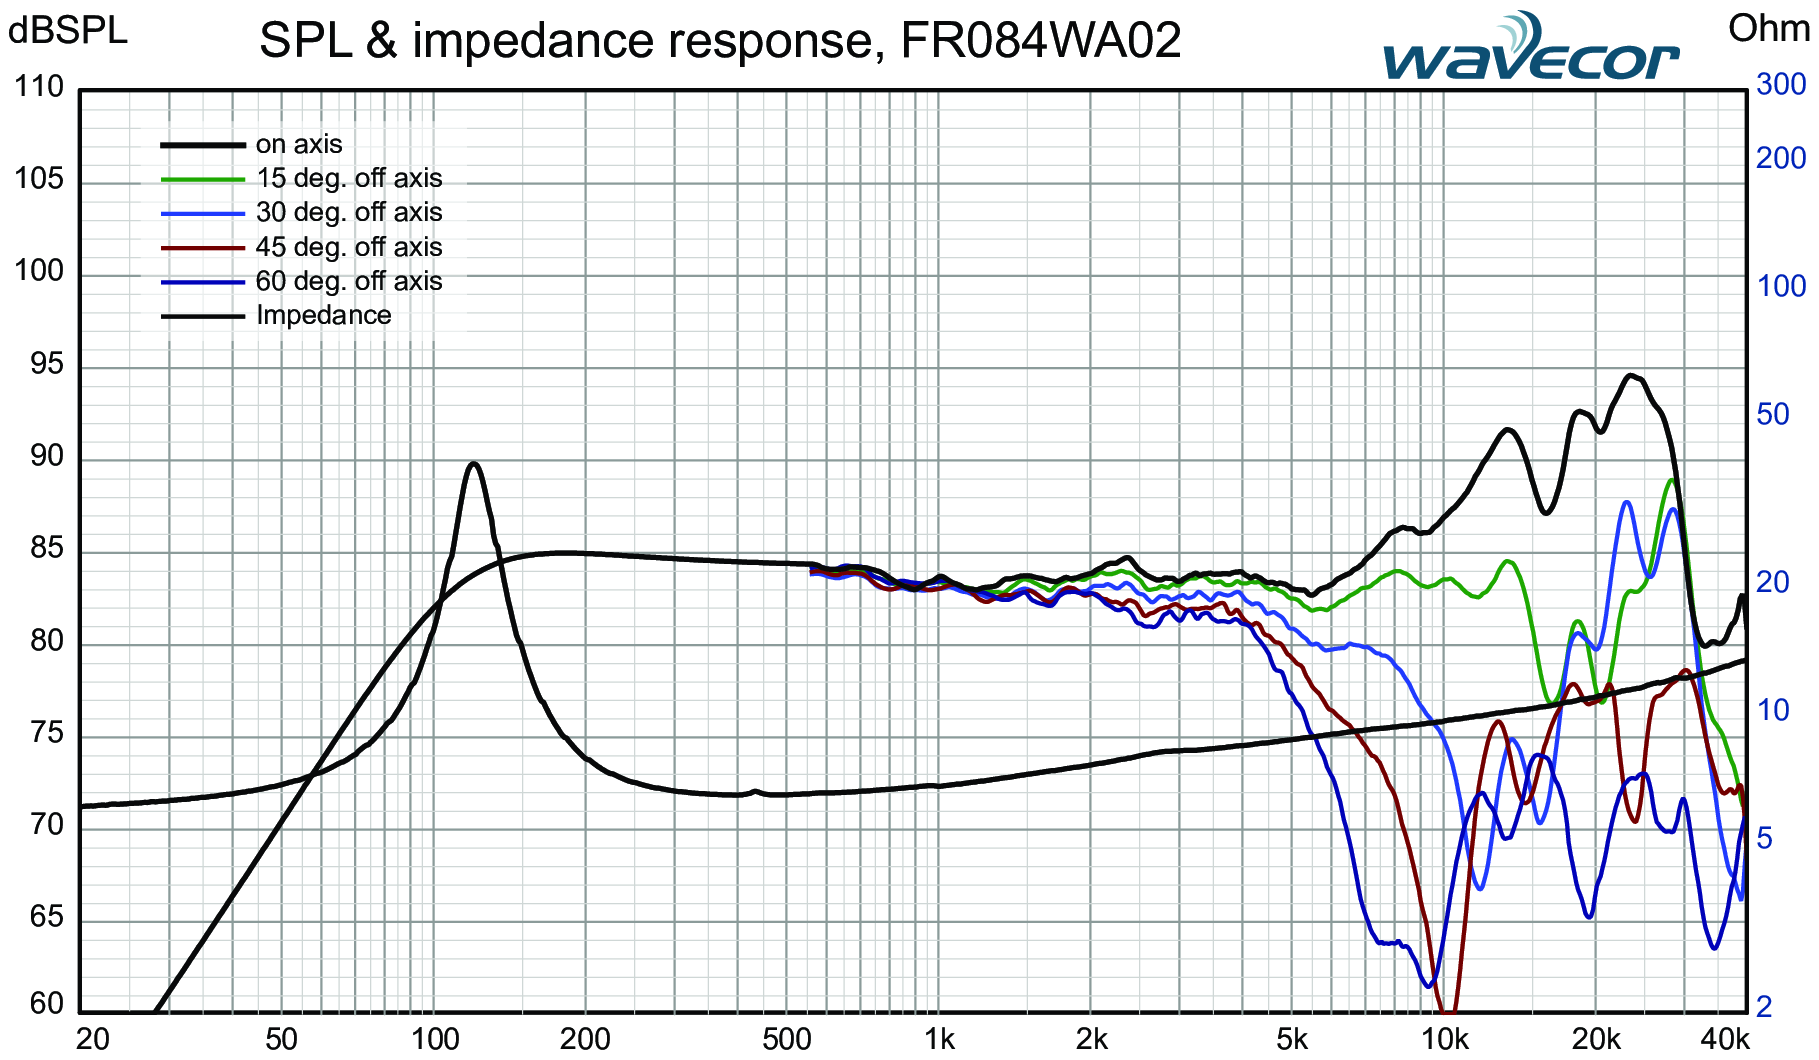 dBSPL
SPL & impedance response, FR084WA02
wavecor
Ohm
110
105
100
95
90
85
80
75
70
65
60
on axis
15 deg. off axis
30 deg. off axis
45 deg. off axis
60 deg. off axis
Impedance
300
200
100
50
20
10
5
2
20
50
100
200
500
1k
2k
5k
10k
20k
40k